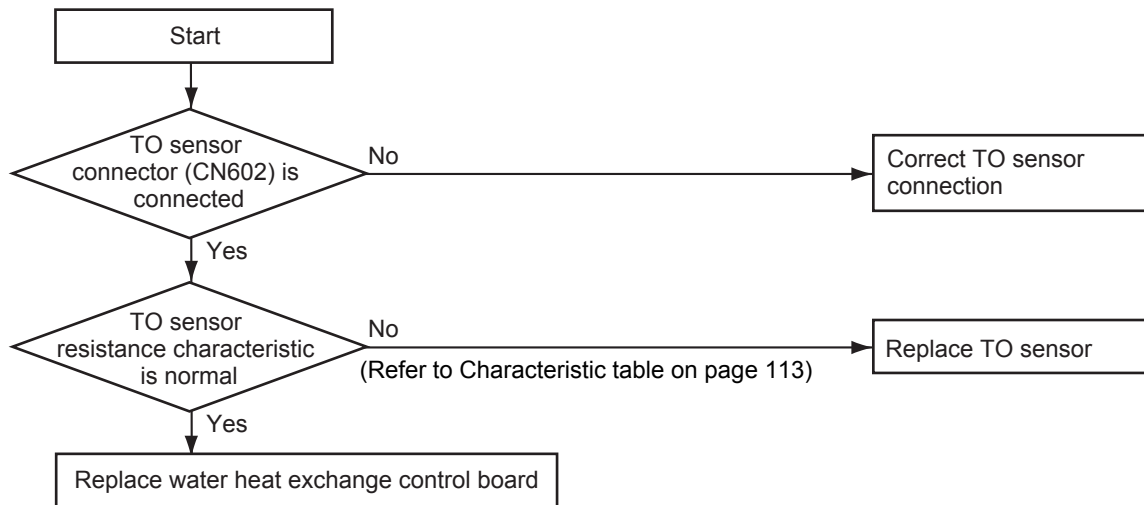 Start
TO sensor
connector (CN602) is
connected
No
Correct TO sensor
connection
Yes
TO sensor
resistance characteristic
is normal
No
(Refer to Characteristic table on page 113)
Replace TO sensor
Yes
Replace water heat exchange control board